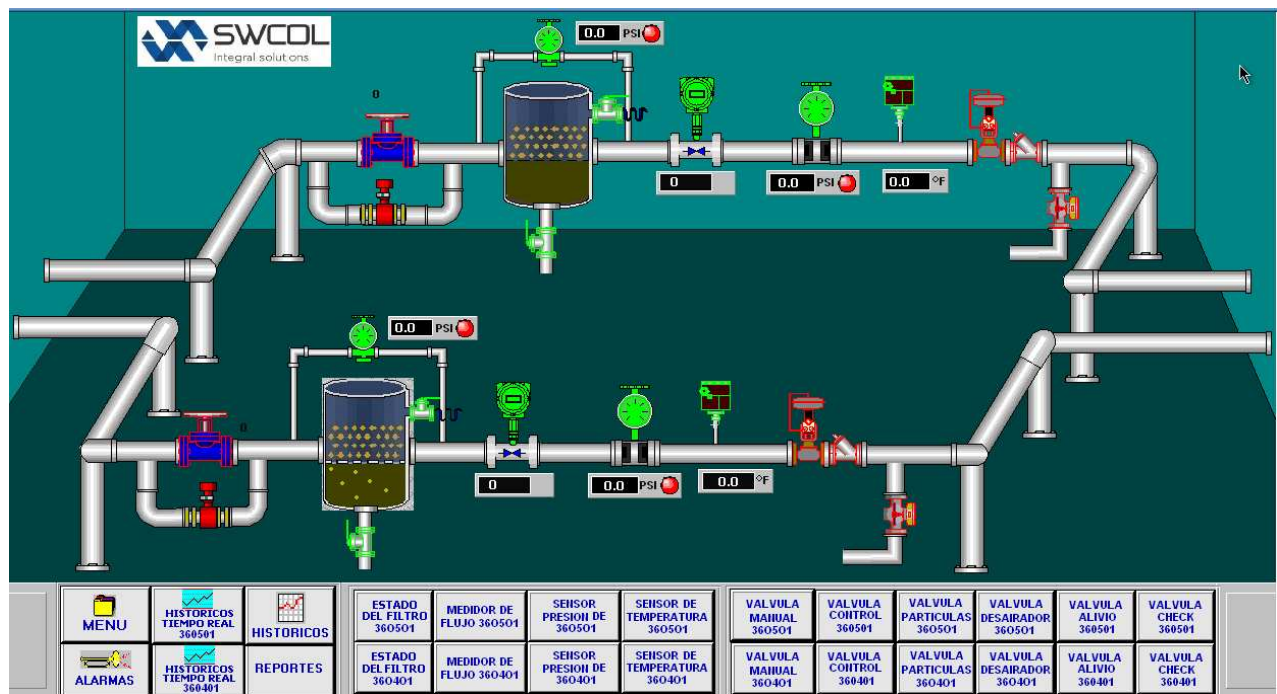 SWCOL
Integral solutions
0.0 PSI
0
0
0.0 PSI
0.0 °F
0.0 PSI
0
0
0.0 PSI
0.0 °F
MENU
HISTORICOS
TIEMPO REAL
360501
HISTORICOS
ALARMAS
HISTORICOS
TIEMPO REAL
360401
REPORTES
ESTADO
DEL FILTRO
360501
MEDIDOR DE
FLUJO 360501
SENSOR
PRESION DE
360501
SENSOR DE
TEMPERATURA
360501
ESTADO
DEL FILTRO
360401
MEDIDOR DE
FLUJO 360401
SENSOR
PRESION DE
360401
SENSOR DE
TEMPERATURA
360401
VALVULA
MANUAL
360501
VALVULA
CONTROL
360501
VALVULA
PARTICULAS
360501
VALVULA
DESAIRADOR
360501
VALVULA
ALIVIO
360501
VALVULA
CHECK
360501
VALVULA
MANUAL
360401
VALVULA
CONTROL
360401
VALVULA
PARTICULAS
360401
VALVULA
DESAIRADOR
360401
VALVULA
ALIVIO
360401
VALVULA
CHECK
360401